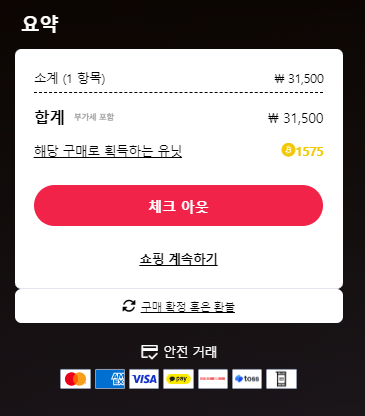 요약
소계 (1 항목) ₩ 31,500
합계 부가세 포함 ₩ 31,500
해당 구매로 획득하는 유닛 1575
체크 아웃
쇼핑 계속하기
구매 확정 혹은 환불
안전 거래
AM EX VISA pay toss